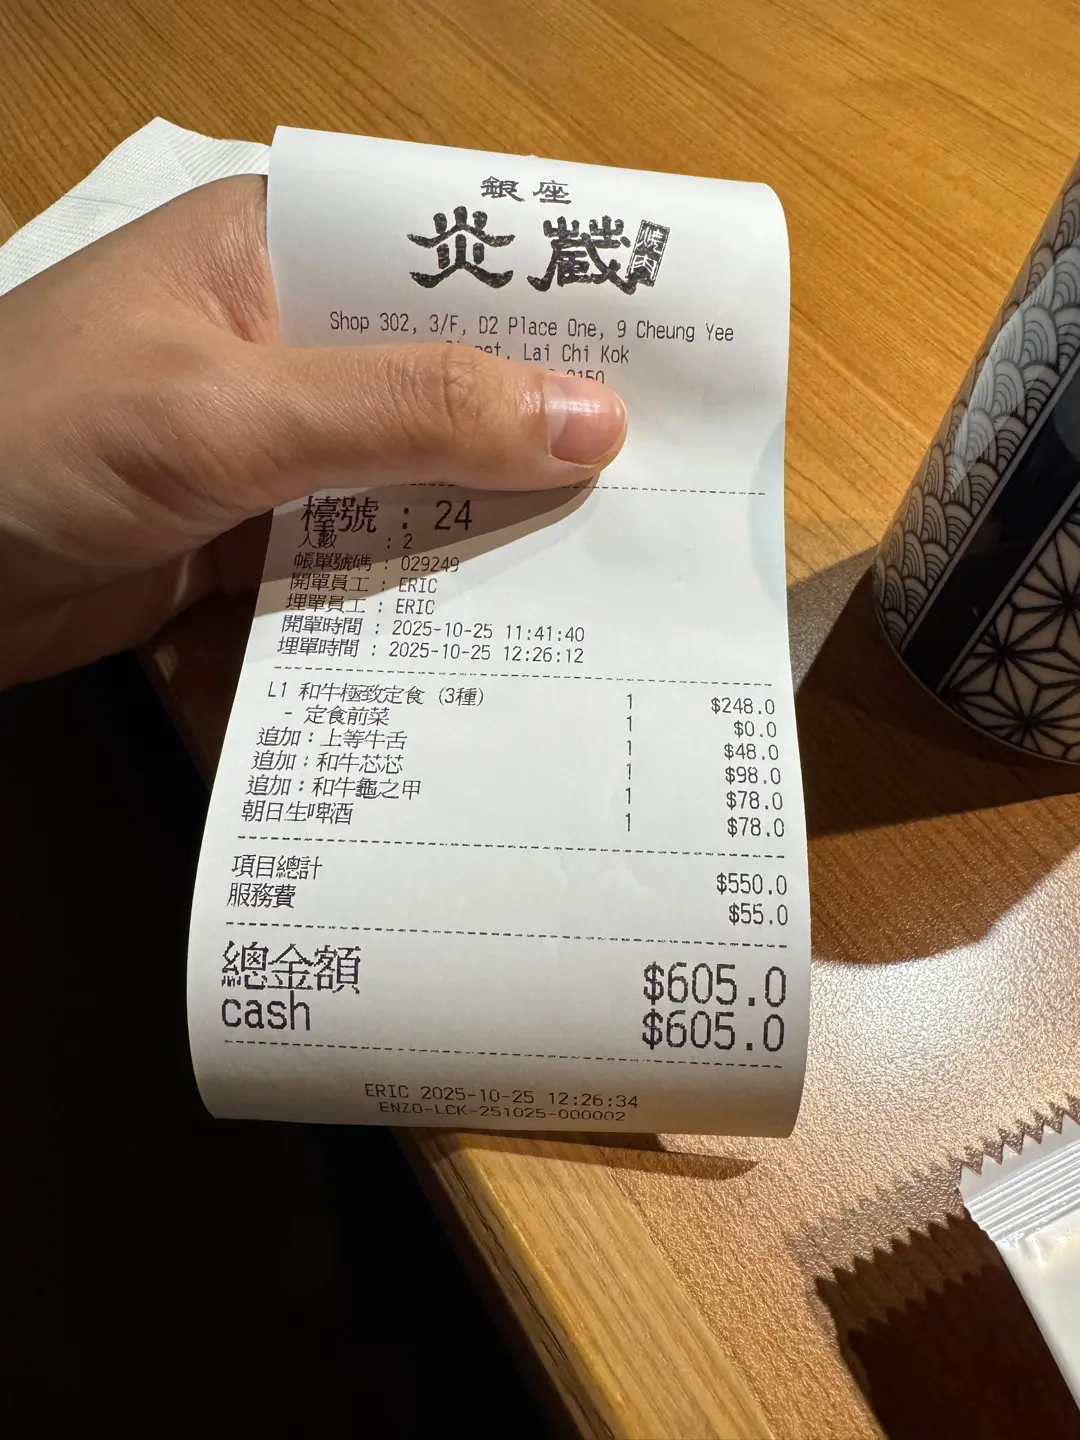 銀座
炎蔵 焼肉
Shop 302, 3/F, D2 Place One, 9 Cheung Yee
Lai Chi Kok
檯號 : 24
人數 : 2
帳單號碼 : 029249
開單員工 : ERIC
埋單員工 : ERIC
開單時間 : 2025-10-25 11:41:40
埋單時間 : 2025-10-25 12:26:12
L1 和牛極致定食 (3種) 1 $248.0
- 定食前菜 1 $0.0
追加：上等牛舌 1 $48.0
追加：和牛芯芯 1 $98.0
追加：和牛龜之甲 1 $78.0
朝日生啤酒 1 $78.0
項目總計 $550.0
服務費 $55.0
總金額 $605.0
cash $605.0
ERIC 2025-10-25 12:26:34
ENZO-LCK-251025-000002